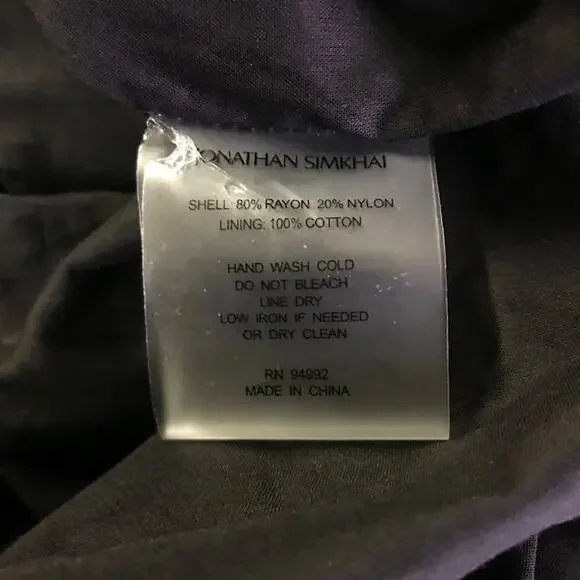 JONATHAN SIMKHAI
SHELL: 80% RAYON 20% NYLON
LINING: 100% COTTON
HAND WASH COLD
DO NOT BLEACH
LINE DRY
LOW IRON IF NEEDED
OR DRY CLEAN
RN 94992
MADE IN CHINA